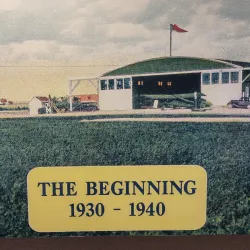 THE BEGINNING
1930 - 1940